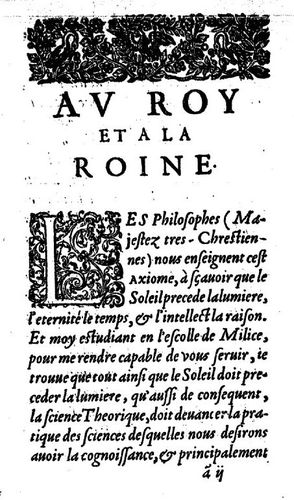 AV ROY
ET A LA
ROINE.
LES Philosophes (Ma-
jestez tres-Chrestien-
nes) nous enseignent cest
AXiome, à sçauoir que le
Soleil precede la lumiere,
l'eternité le temps, & l'intellect la raison.
Et moy estudiant en l'escolle de Milice,
pour me rendre capable de vous seruir, ie
trouue que tout ainsi que le Soleil doit pre-
ceder la lumiere, qu'aussi de consequent,
la science Theorique, doit deuancer la pra-
tique des sciences desquelles nous desirons
auoir la cognoissance, & principalement
ã ij